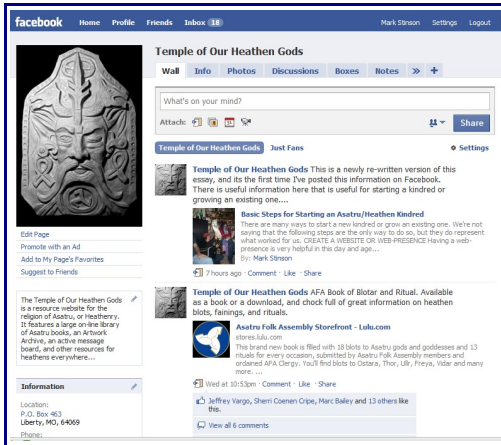 facebook Home Profile Friends Inbox 18 Mark Stinson Settings Logout
Temple of Our Heathen Gods
Wall Info Photos Discussions Boxes Notes » +
What's on your mind?
Attach: 31 Share
Temple of Our Heathen Gods Just Fans Settings
Temple of Our Heathen Gods This is a newly re-written version of this
essay, and its the first time I've posted this information on Facebook.
There is useful information here that is useful for starting a kindred or
growing an existing one....
Basic Steps for Starting an Asatru/Heathen Kindred
There are many ways to start a new kindred or grow an existing one. We're not
saying that the following steps are the only way to do so, but they do represent
what worked for us. CREATE A WEBSITE OR WEB-PRESENCE Having a web-
presence is very helpful in this day and age...
By: Mark Stinson
7 hours ago · Comment · Like · Share
Temple of Our Heathen Gods AFA Book of Blotar and Ritual. Available
as a book or a download, and chock full of great information on heathen
blots, fainings, and rituals.
Asatru Folk Assembly Storefront - Lulu.com
stores.lulu.com
This brand new book is filled with 18 blots to Asatru gods and goddesses and 13
rituals for every occasion, submitted by Asatru Folk Assembly members and
ordained AFA Clergy. You'll find blots to Ostara, Thor, Ullr, Freya, Vidar and many
more. ...
Wed at 10:53pm · Comment · Like · Share
Jeffrey Vargo, Sherri Coenen Cripe, Marc Bailey and 13 others like
this.
View all 6 comments
Edit Page
Promote with an Ad
Add to My Page's Favorites
Suggest to Friends
The Temple of Our Heathen Gods
is a resource website for the
religion of Asatru, or Heathenry.
It features a large on-line library
of Asatru books, an Artwork
Archive, an active message
board, and other resources for
heathens everywhere...
Information
Location:
P.O. Box 463
Liberty, MO, 64069
Phone: